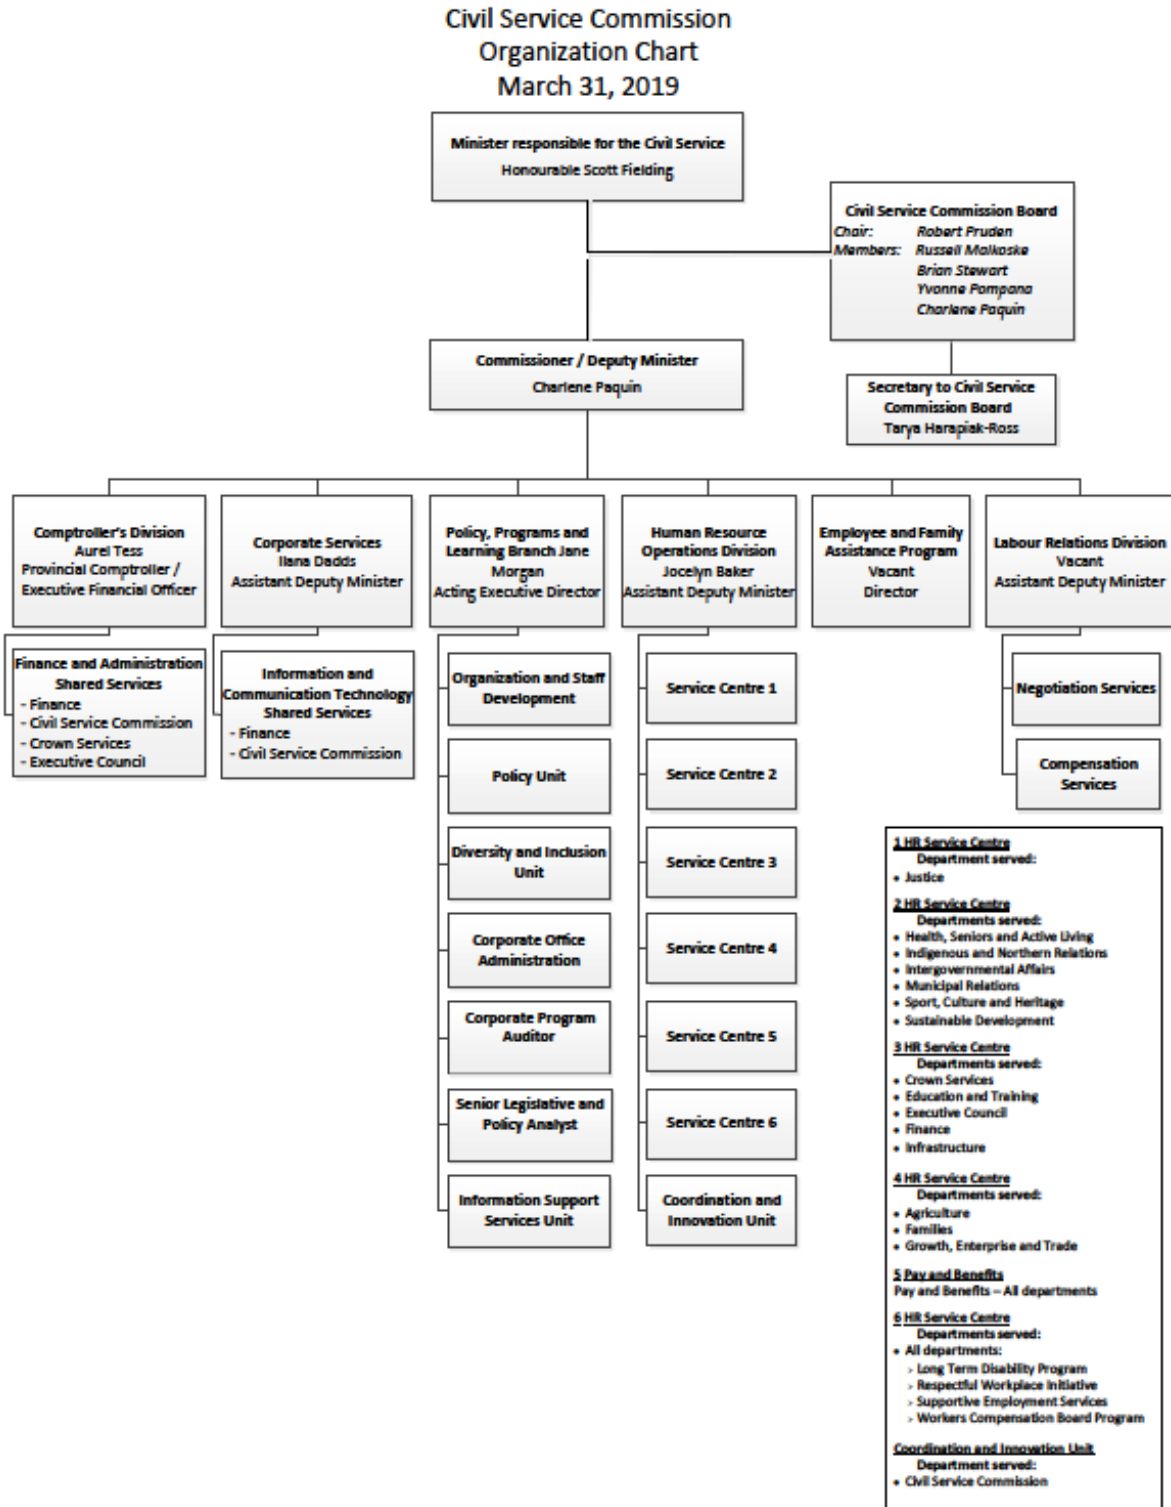 Civil Service Commission
Organization Chart
March 31, 2019
Minister responsible for the Civil Service
Honourable Scott Fielding
Civil Service Commission Board
Chair: Robert Pruden
Members: Russell Malkoske
Brian Stewart
Yvonne Pompana
Charlene Paquin
Commissioner / Deputy Minister
Charlene Paquin
Secretary to Civil Service
Commission Board
Tarya Harapiak-Ross
Comptroller's Division
Aurel Tess
Provincial Comptroller /
Executive Financial Officer
Corporate Services
Ilana Dadds
Assistant Deputy Minister
Policy, Programs and
Learning Branch Jane
Morgan
Acting Executive Director
Human Resource
Operations Division
Jocelyn Baker
Assistant Deputy Minister
Employee and Family
Assistance Program
Vacant
Director
Labour Relations Division
Vacant
Assistant Deputy Minister
Finance and Administration
Shared Services
- Finance
- Civil Service Commission
- Crown Services
- Executive Council
Information and
Communication Technology
Shared Services
- Finance
- Civil Service Commission
Organization and Staff
Development
Policy Unit
Diversity and Inclusion
Unit
Corporate Office
Administration
Corporate Program
Auditor
Senior Legislative and
Policy Analyst
Information Support
Services Unit
Service Centre 1
Service Centre 2
Service Centre 3
Service Centre 4
Service Centre 5
Service Centre 6
Coordination and
Innovation Unit
Negotiation Services
Compensation
Services
1 HR Service Centre
Department served:
• Justice
2 HR Service Centre
Departments served:
• Health, Seniors and Active Living
• Indigenous and Northern Relations
• Intergovernmental Affairs
• Municipal Relations
• Sport, Culture and Heritage
• Sustainable Development
3 HR Service Centre
Departments served:
• Crown Services
• Education and Training
• Executive Council
• Finance
• Infrastructure
4 HR Service Centre
Departments served:
• Agriculture
• Families
• Growth, Enterprise and Trade
5 Pay and Benefits
Pay and Benefits – All departments
6 HR Service Centre
Departments served:
• All departments:
> Long Term Disability Program
> Respectful Workplace Initiative
> Supportive Employment Services
> Workers Compensation Board Program
Coordination and Innovation Unit
Department served:
• Civil Service Commission